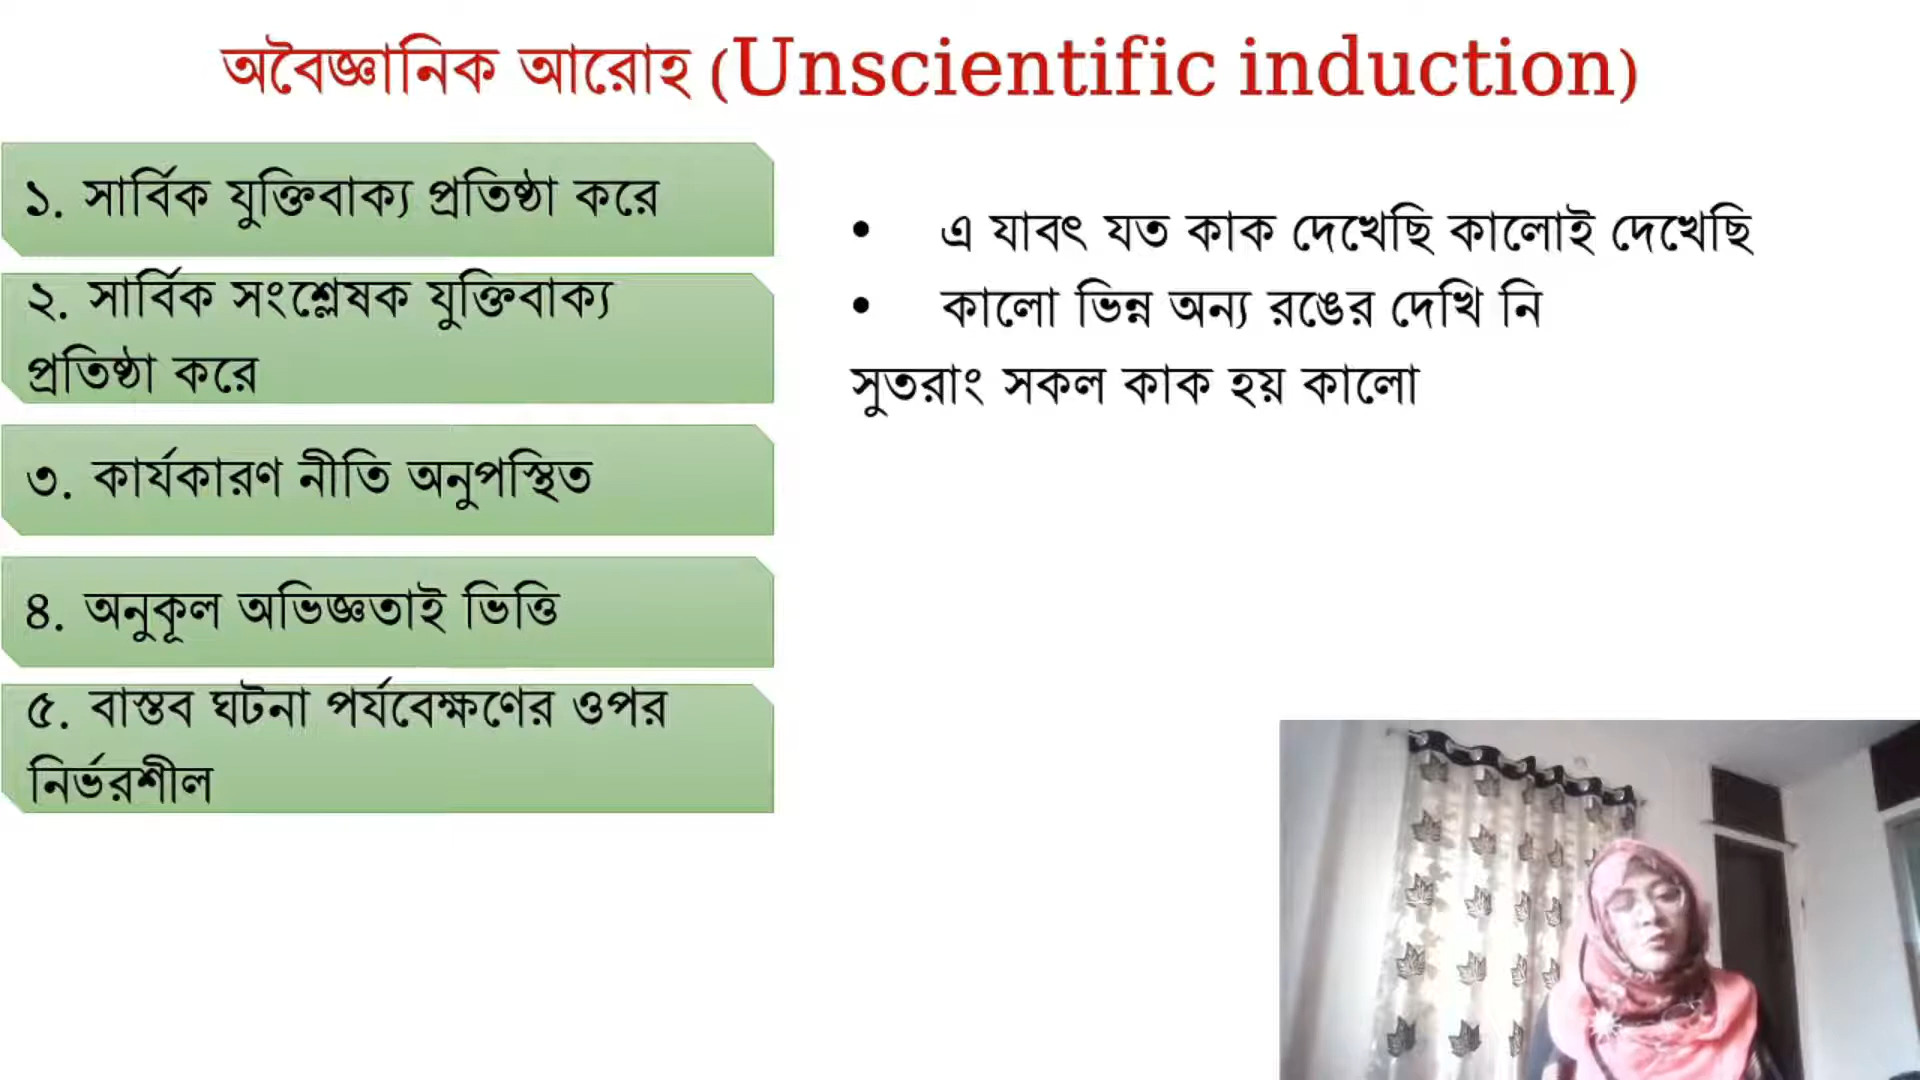 অবৈজ্ঞানিক আরোহ (Unscientific induction)
১. সার্বিক যুক্তিবাক্য প্রতিষ্ঠা করে
২. সার্বিক সংশ্লেষক যুক্তিবাক্য
প্রতিষ্ঠা করে
৩. কার্যকারণ নীতি অনুপস্থিত
৪. অনুকূল অভিজ্ঞতাই ভিত্তি
৫. বাস্তব ঘটনা পর্যবেক্ষণের ওপর
নির্ভরশীল
• এ যাবৎ যত কাক দেখেছি কালোই দেখেছি
• কালো ভিন্ন অন্য রঙের দেখি নি
সুতরাং সকল কাক হয় কালো